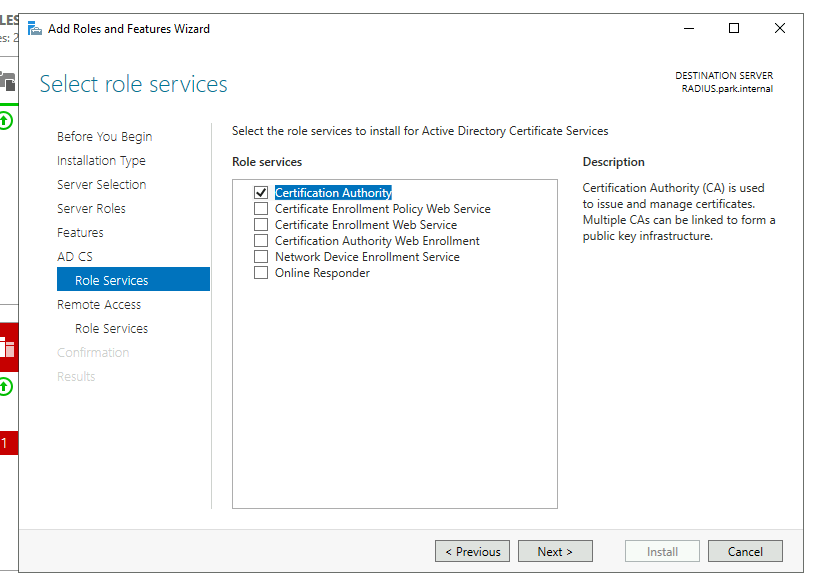 LES
es: 2
Add Roles and Features Wizard
Select role services
DESTINATION SERVER
RADIUS.park.internal
Before You Begin
Installation Type
Server Selection
Server Roles
Features
AD CS
Role Services
Remote Access
Role Services
Confirmation
Results
Select the role services to install for Active Directory Certificate Services
Role services
Certification Authority
Certificate Enrollment Policy Web Service
Certificate Enrollment Web Service
Certification Authority Web Enrollment
Network Device Enrollment Service
Online Responder
Description
Certification Authority (CA) is used
to issue and manage certificates.
Multiple CAs can be linked to form a
public key infrastructure.
1
< Previous
Next >
Install
Cancel